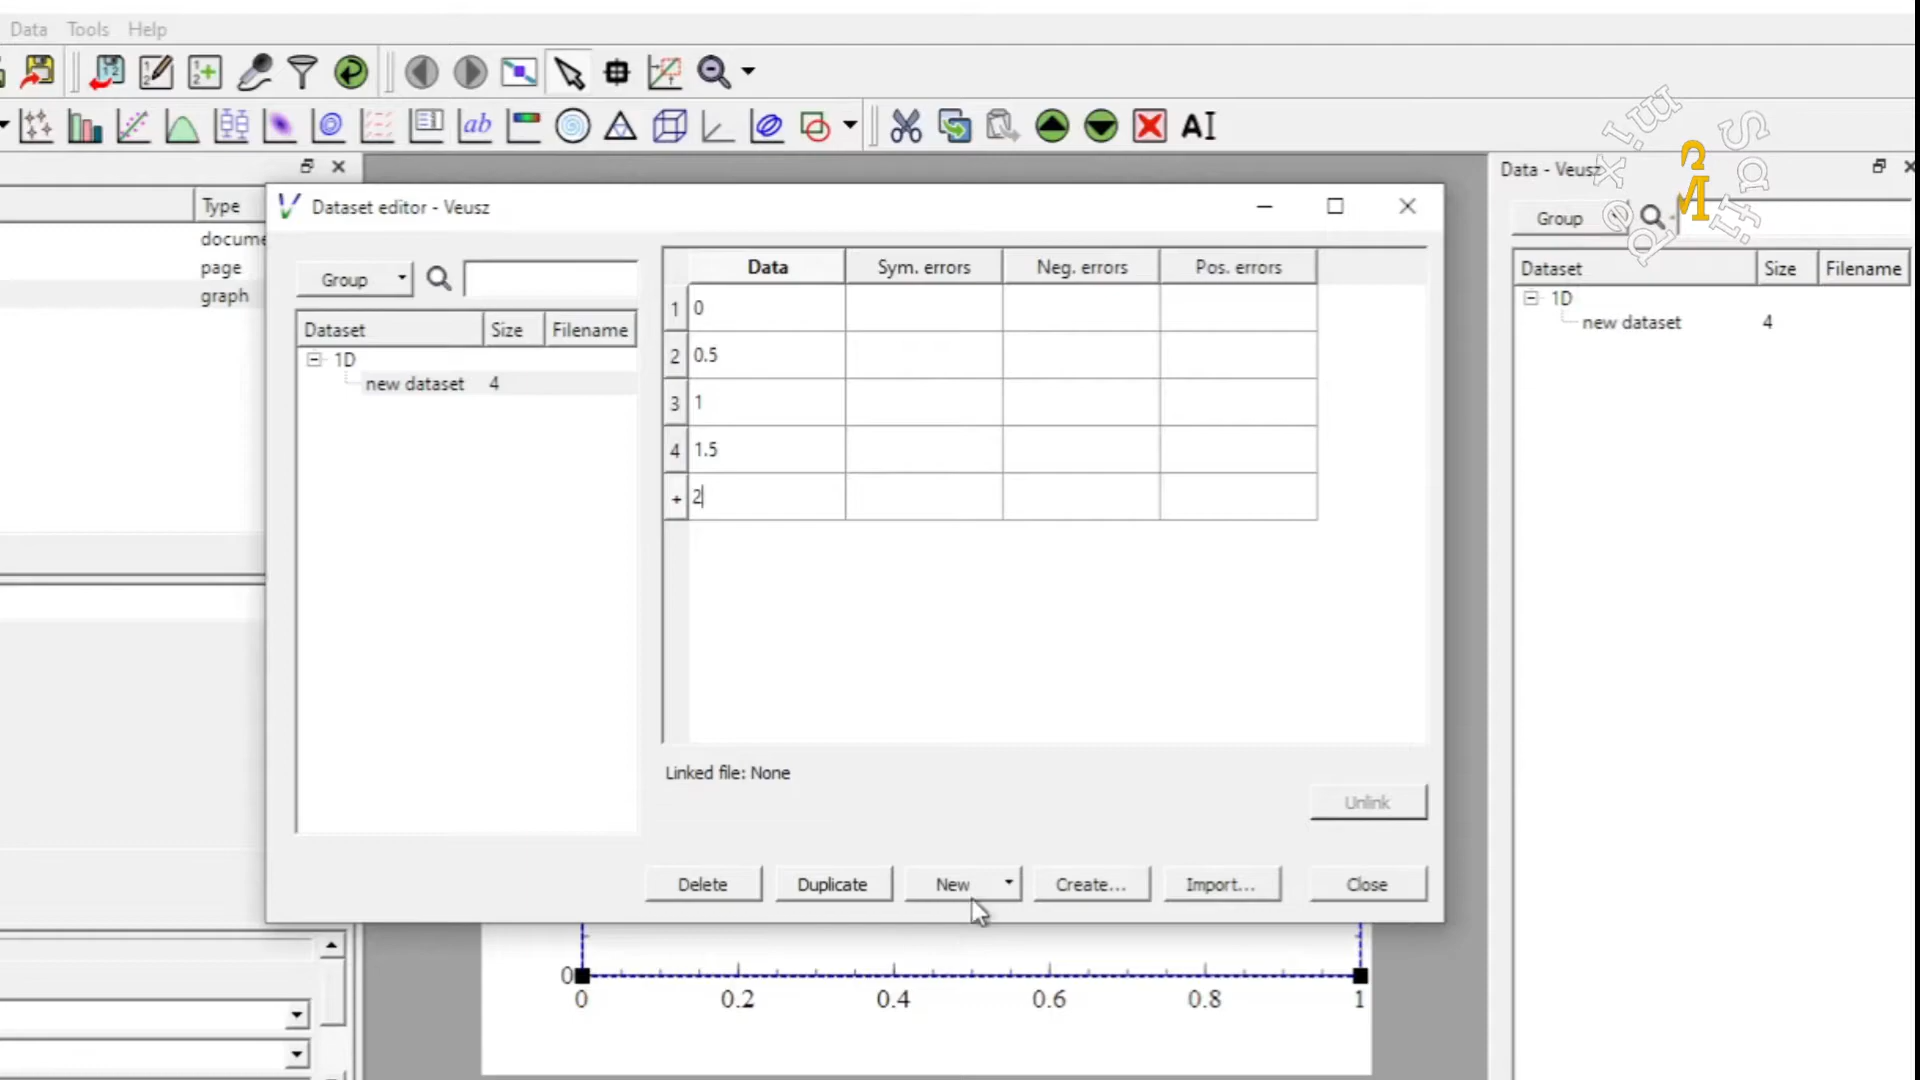 Data Tools Help
ab
AI
Type
docume
page
graph
Dataset editor - Veusz
Group
Dataset Size Filename
1D
new dataset 4
Data Sym. errors Neg. errors Pos. errors
1 0
2 0.5
3 1
4 1.5
+ 2
Linked file: None
Unlink
Delete Duplicate New Create... Import... Close
Data - Veusz
Group
Dataset Size Filename
1D
new dataset 4
0
0 0.2 0.4 0.6 0.8 1